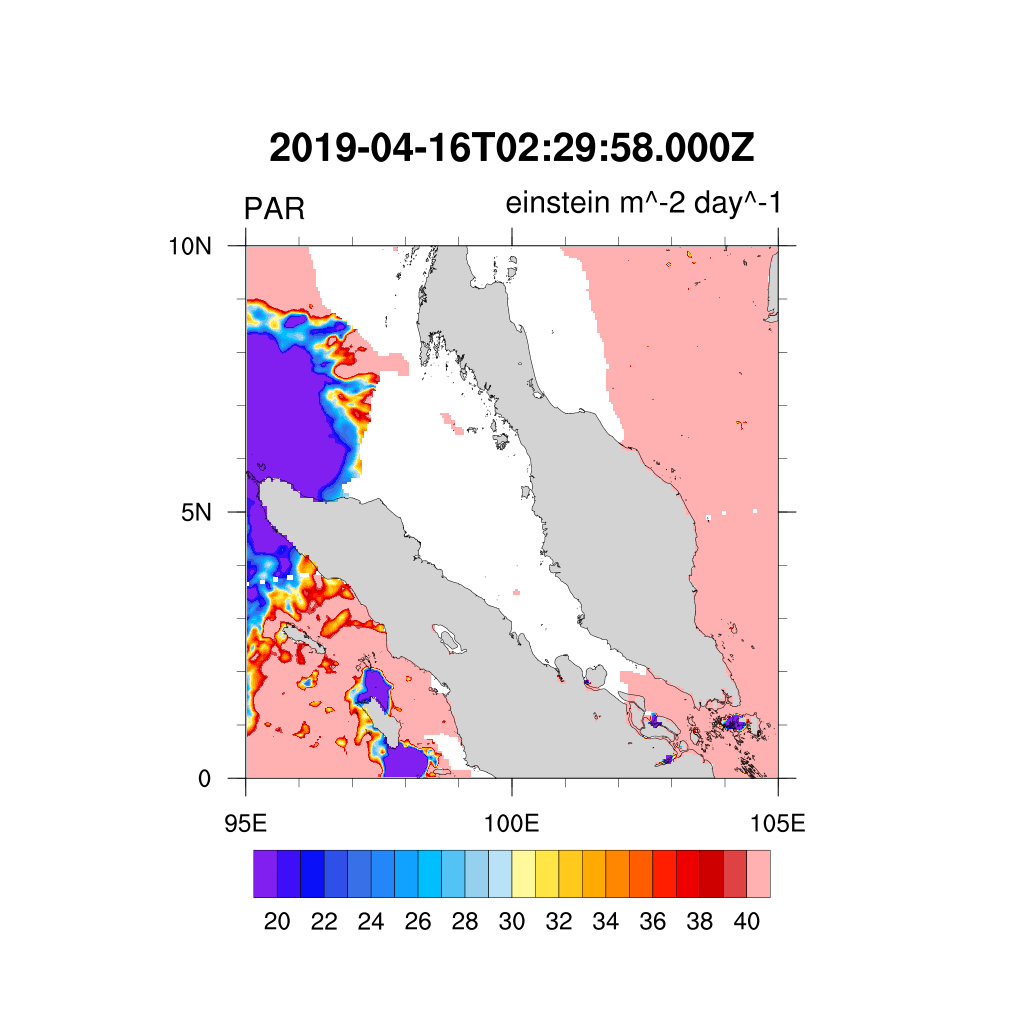 2019-04-16T02:29:58.000Z
PAR einstein m^-2 day^-1
10N
5N
0
95E 100E 105E
20 22 24 26 28 30 32 34 36 38 40